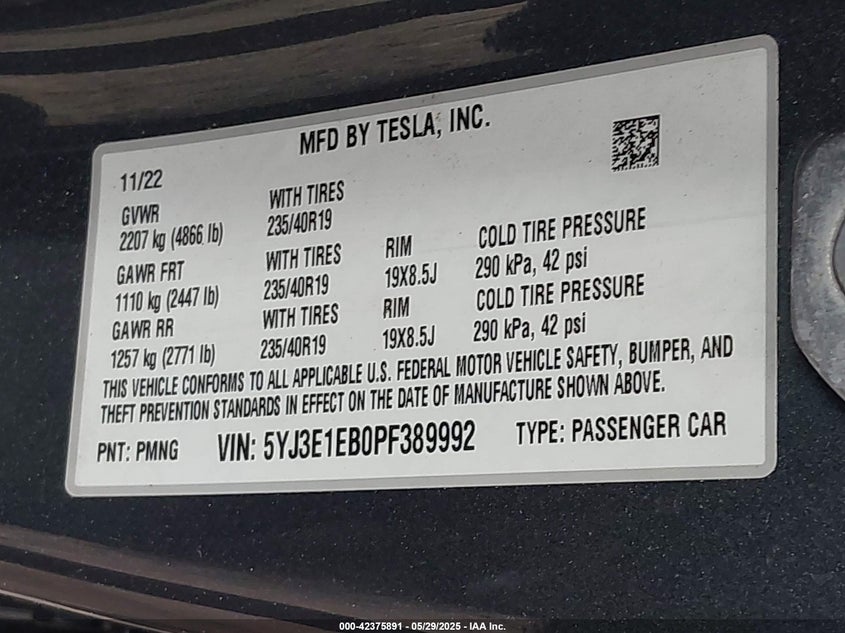 MFD BY TESLA, INC.
11/22
GVWR
2207 kg (4866 lb)
WITH TIRES
235/40R19
GAWR FRT
1110 kg (2447 lb)
WITH TIRES
235/40R19
RIM
19X8.5J
COLD TIRE PRESSURE
290 kPa, 42 psi
GAWR RR
1257 kg (2771 lb)
WITH TIRES
235/40R19
RIM
19X8.5J
COLD TIRE PRESSURE
290 kPa, 42 psi
THIS VEHICLE CONFORMS TO ALL APPLICABLE U.S. FEDERAL MOTOR VEHICLE SAFETY, BUMPER, AND
THEFT PREVENTION STANDARDS IN EFFECT ON THE DATE OF MANUFACTURE SHOWN ABOVE.
PNT: PMNG VIN: 5YJ3E1EB0PF389992 TYPE: PASSENGER CAR
000-42375891 - 05/29/2025 - IAA Inc.